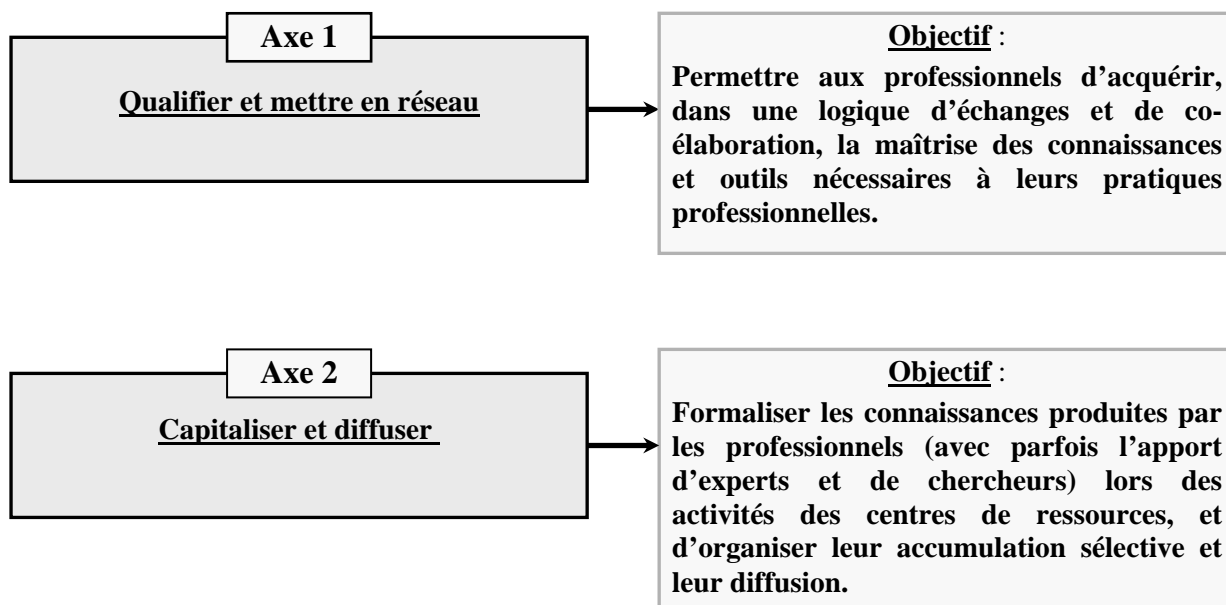 Axe 1
Qualifier et mettre en réseau
Objectif :
Permettre aux professionnels d’acquérir,
dans une logique d’échanges et de co-
élaboration, la maîtrise des connaissances
et outils nécessaires à leurs pratiques
professionnelles.
Axe 2
Capitaliser et diffuser
Objectif :
Formaliser les connaissances produites par
les professionnels (avec parfois l’apport
d’experts et de chercheurs) lors des
activités des centres de ressources, et
d’organiser leur accumulation sélective et
leur diffusion.